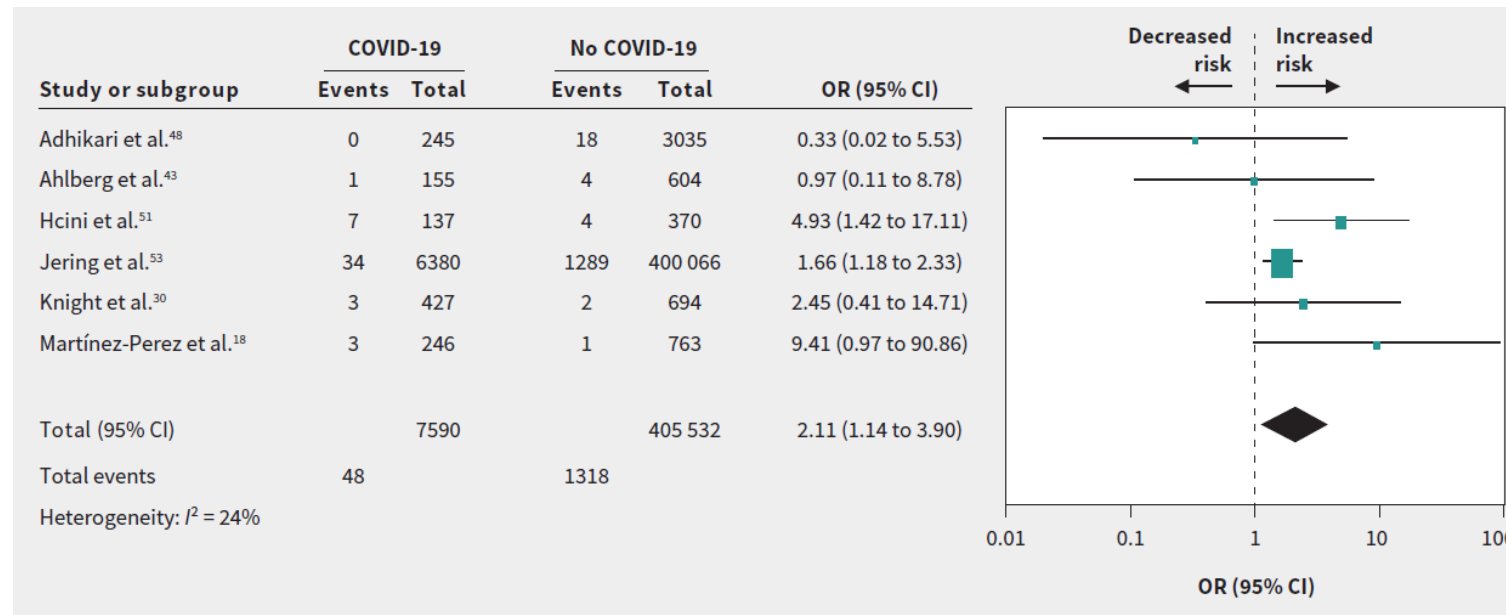 COVID-19 No COVID-19 Decreased risk Increased risk
Study or subgroup Events Total Events Total OR (95% CI)
Adhikari et al.⁴⁸ 0 245 18 3035 0.33 (0.02 to 5.53)
Ahlberg et al.⁴³ 1 155 4 604 0.97 (0.11 to 8.78)
Hcini et al.⁵¹ 7 137 4 370 4.93 (1.42 to 17.11)
Jering et al.⁵³ 34 6380 1289 400 066 1.66 (1.18 to 2.33)
Knight et al.³⁰ 3 427 2 694 2.45 (0.41 to 14.71)
Martínez-Perez et al.¹⁸ 3 246 1 763 9.41 (0.97 to 90.86)
Total (95% CI) 7590 405 532 2.11 (1.14 to 3.90)
Total events 48 1318
Heterogeneity: I² = 24%
0.01 0.1 1 10
OR (95% CI)